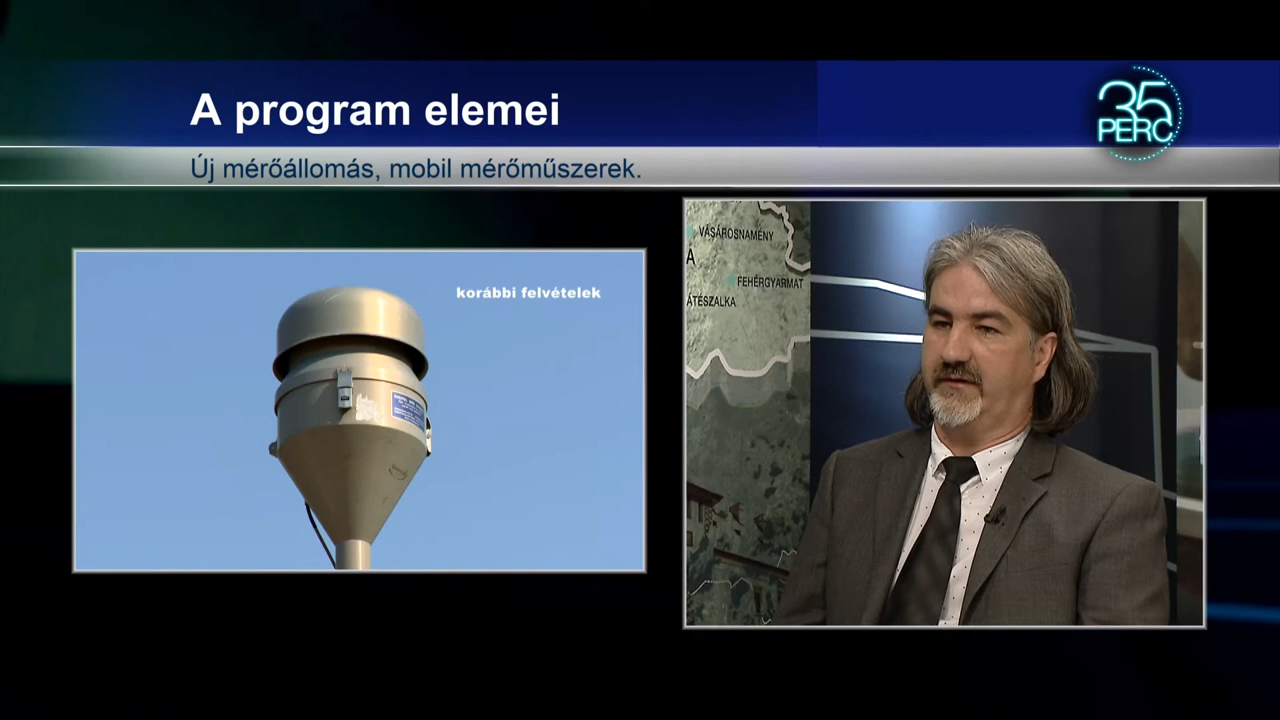 A program elemei
35
PERC
Új mérőállomás, mobil mérőműszerek.
korábbi felvételek
VÁSÁROSNAMÉNY
A
FEHÉRGYARMAT
ÁTÉSZALKA